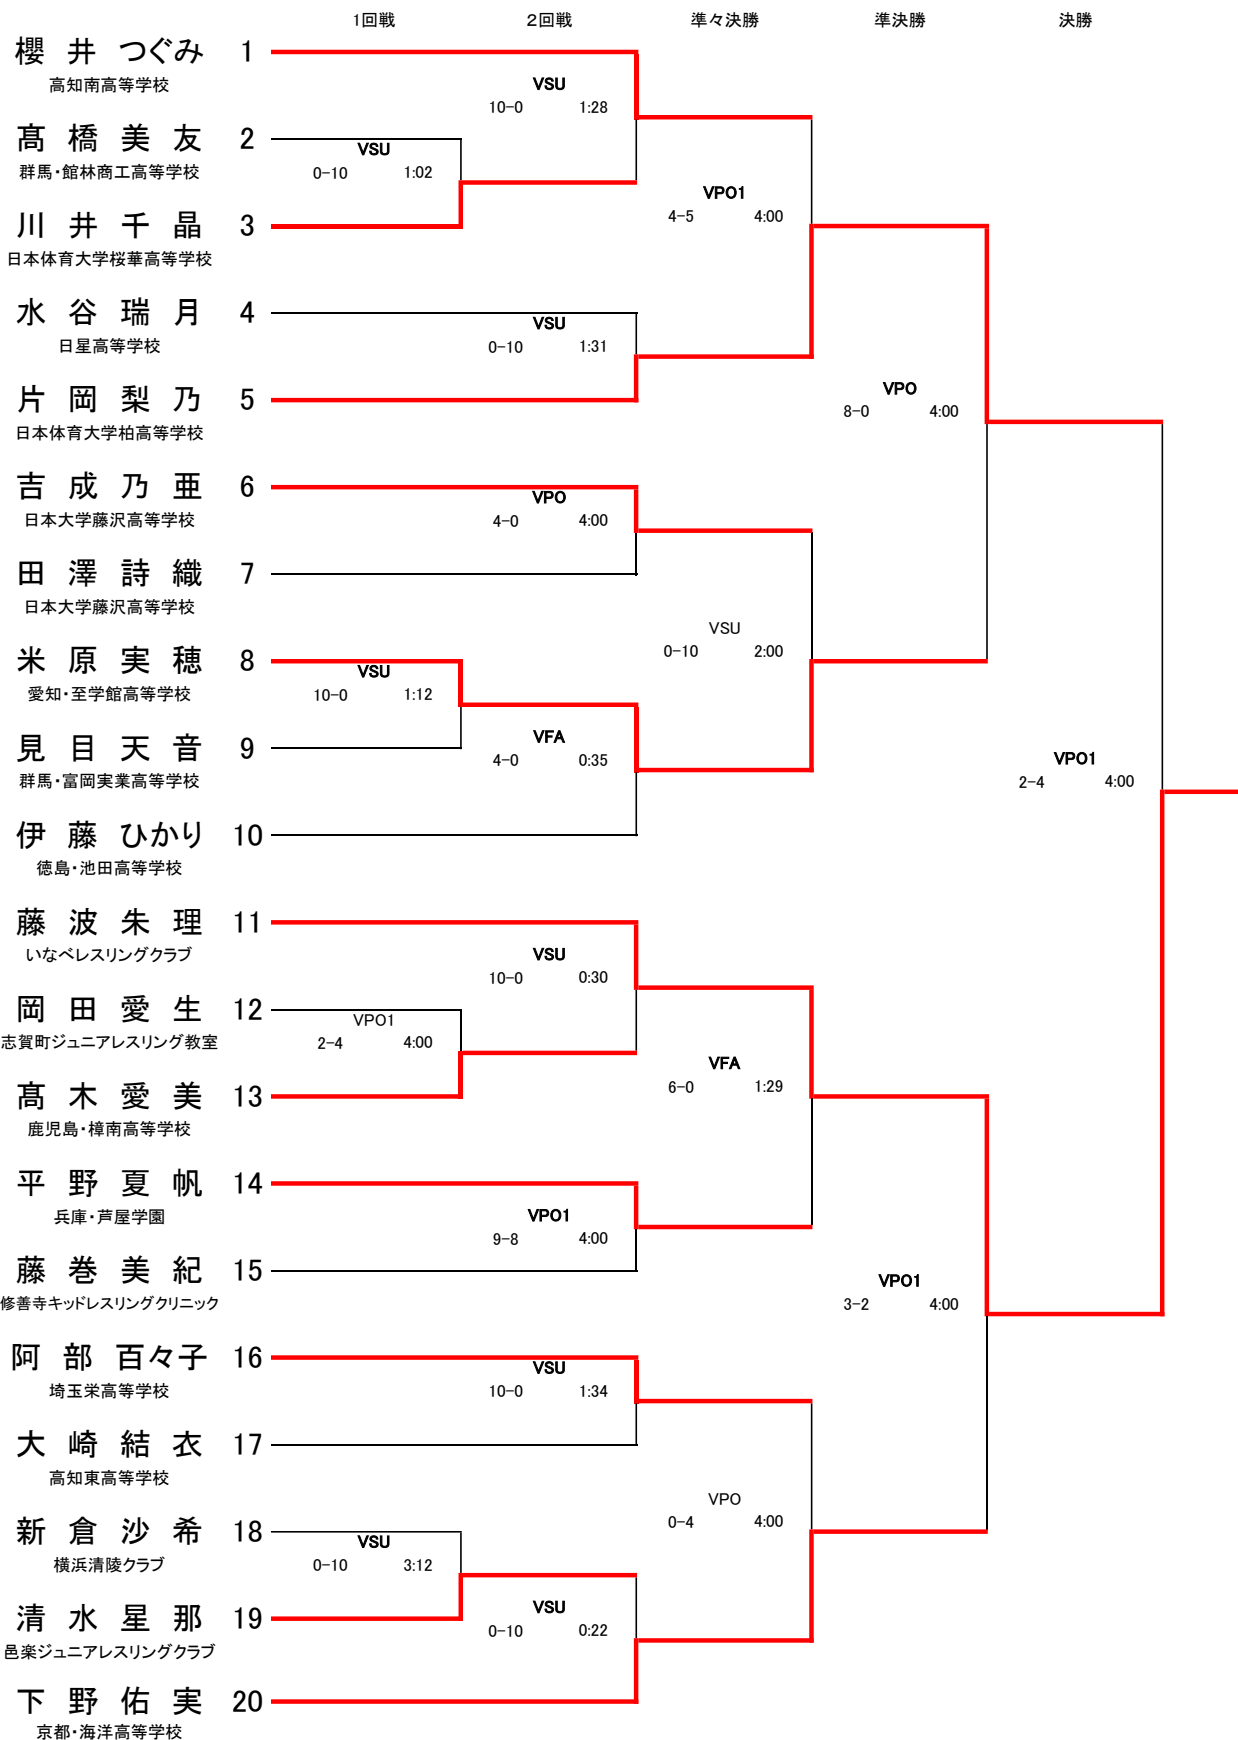 1回戦 2回戦 準々決勝 準決勝 決勝
櫻 井 つぐみ 1
高知南高等学校
VSU
10-0 1:28
髙 橋 美 友 2
群馬・館林商工高等学校
VSU
0-10 1:02
VPO1
4-5 4:00
川 井 千 晶 3
日本体育大学桜華高等学校
水 谷 瑞 月 4
日星高等学校
VSU
0-10 1:31
片 岡 梨 乃 5
日本体育大学柏高等学校
VPO
8-0 4:00
吉 成 乃 亜 6
日本大学藤沢高等学校
VPO
4-0 4:00
田 澤 詩 織 7
日本大学藤沢高等学校
VSU
0-10 2:00
米 原 実 穂 8
愛知・至学館高等学校
VSU
10-0 1:12
見 目 天 音 9
群馬・富岡実業高等学校
VFA
4-0 0:35
VPO1
2-4 4:00
伊 藤 ひかり 10
徳島・池田高等学校
藤 波 朱 理 11
いなべレスリングクラブ
VSU
10-0 0:30
岡 田 愛 生 12
志賀町ジュニアレスリング教室
VPO1
2-4 4:00
VFA
6-0 1:29
髙 木 愛 美 13
鹿児島・樟南高等学校
平 野 夏 帆 14
兵庫・芦屋学園
VPO1
9-8 4:00
藤 巻 美 紀 15
修善寺キッドレスリングクリニック
VPO1
3-2 4:00
阿 部 百々子 16
埼玉栄高等学校
VSU
10-0 1:34
大 崎 結 衣 17
高知東高等学校
VPO
0-4 4:00
新 倉 沙 希 18
横浜清陵クラブ
VSU
0-10 3:12
清 水 星 那 19
邑楽ジュニアレスリングクラブ
VSU
0-10 0:22
下 野 佑 実 20
京都・海洋高等学校